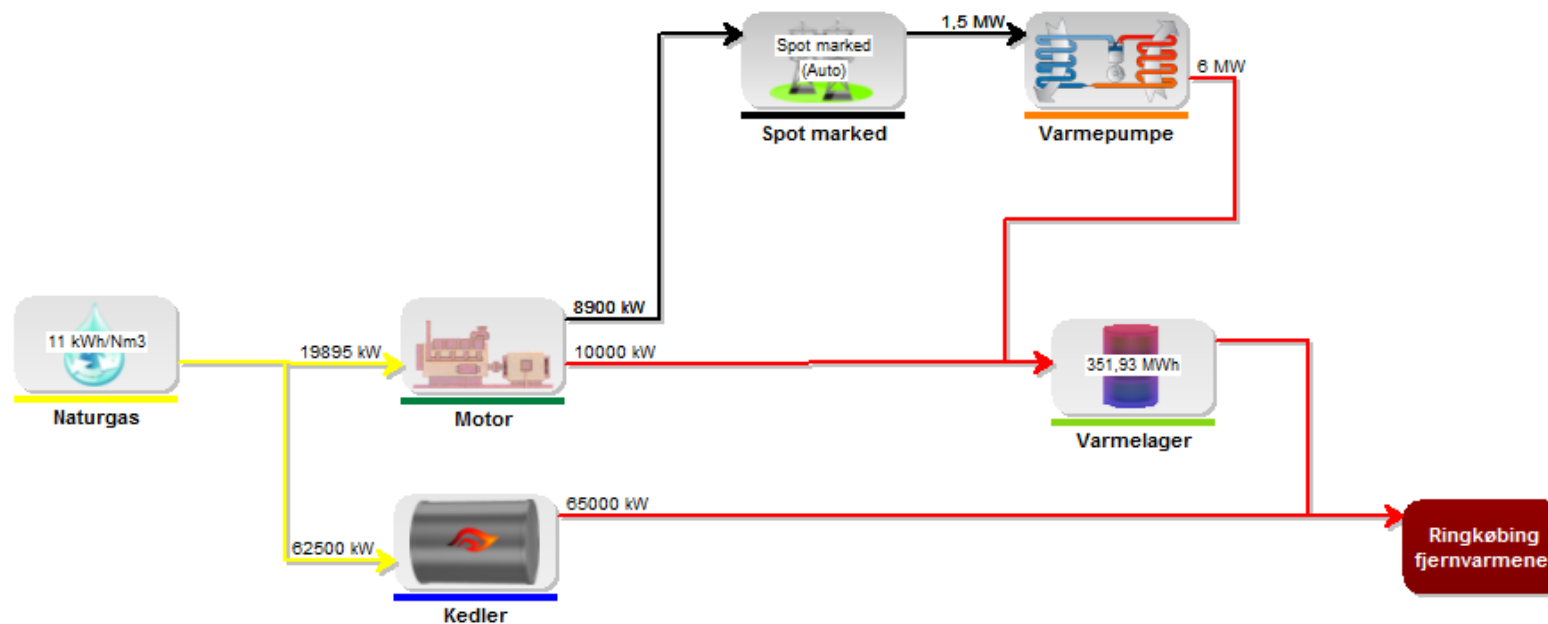 Spot marked
(Auto)
1,5 MW
6 MW
Spot marked
Varmepumpe
8900 kW
11 kWh/Nm3
19895 kW
10000 kW
351,93 MWh
Naturgas
Motor
Varmelager
65000 kW
62500 kW
Ringkøbing
fjernvarmene
Kedler